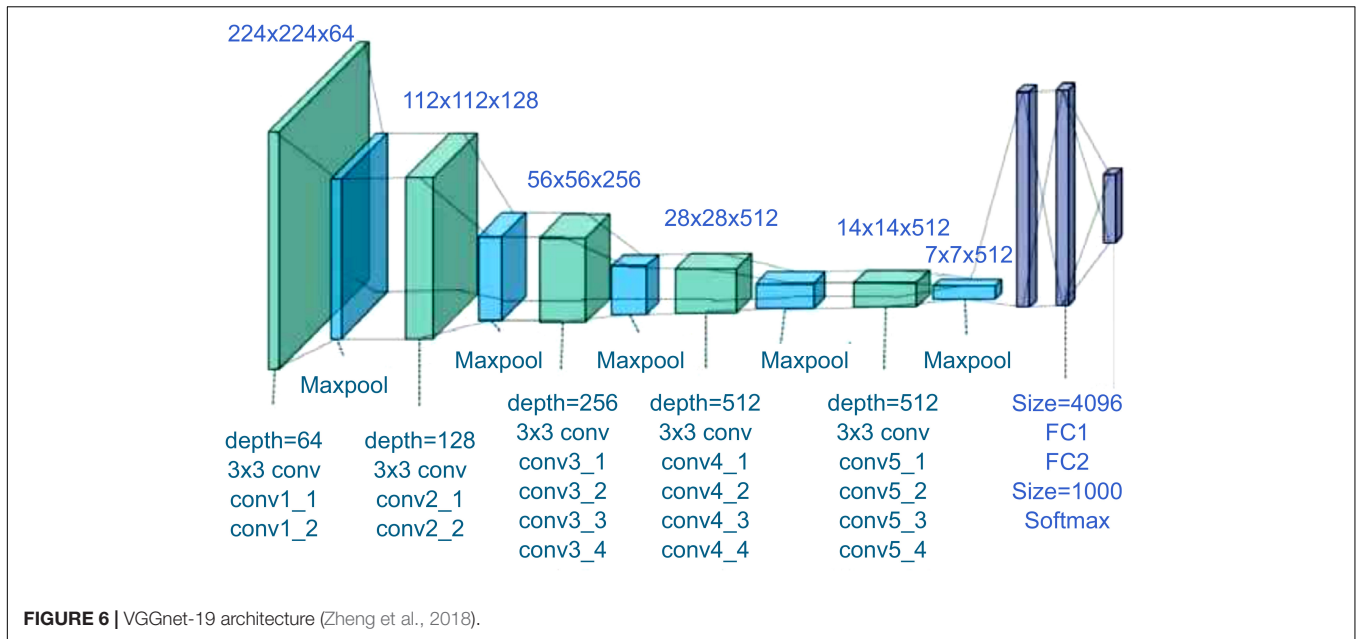 224x224x64
112x112x128
56x56x256
28x28x512
14x14x512
7x7x512
Maxpool
Maxpool
Maxpool
Maxpool
Maxpool
depth=64
3x3 conv
conv1_1
conv1_2
depth=128
3x3 conv
conv2_1
conv2_2
depth=256
3x3 conv
conv3_1
conv3_2
conv3_3
conv3_4
depth=512
3x3 conv
conv4_1
conv4_2
conv4_3
conv4_4
depth=512
3x3 conv
conv5_1
conv5_2
conv5_3
conv5_4
Size=4096
FC1
FC2
Size=1000
Softmax
FIGURE 6 | VGGnet-19 architecture (Zheng et al., 2018).